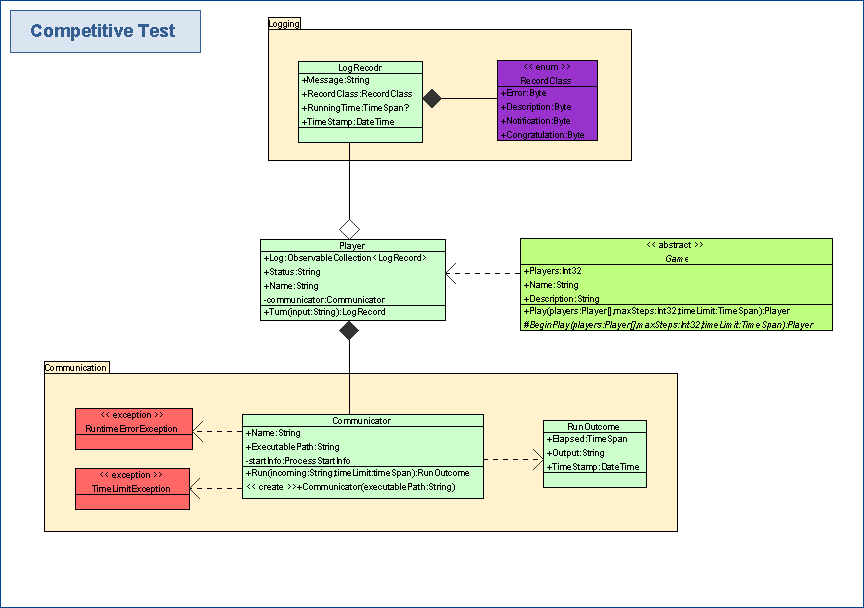 Competitive Test
Logging
LogRecodr
+Message:String
+RecordClass:RecordClass
+RunningTime:TimeSpan?
+TimeStamp:DateTime
<< enum >>
RecordClass
+Error:Byte
+Description:Byte
+Notification:Byte
+Congratulation:Byte
Player
+Log:ObservableCollection<LogRecord>
+Status:String
+Name:String
-communicator:Communicator
+Turn(input:String):LogRecord
<< abstract >>
Game
+Players:Int32
+Name:String
+Description:String
+Play(players:Player[],maxSteps:Int32,timeLimit:TimeSpan):Player
#BeginPlay(players:Player[],maxSteps:Int32,timeLimit:TimeSpan):Player
Communication
<< exception >>
RuntimeErrorException
<< exception >>
TimeLimitException
Communicator
+Name:String
+ExecutablePath:String
-startInfo:ProcessStartInfo
+Run(incoming:String,timeLimit:timeSpan):RunOutcome
<< create >>+Communicator(executablePath:String)
RunOutcome
+Elapsed:TimeSpan
+Output:String
+TimeStamp:DateTime